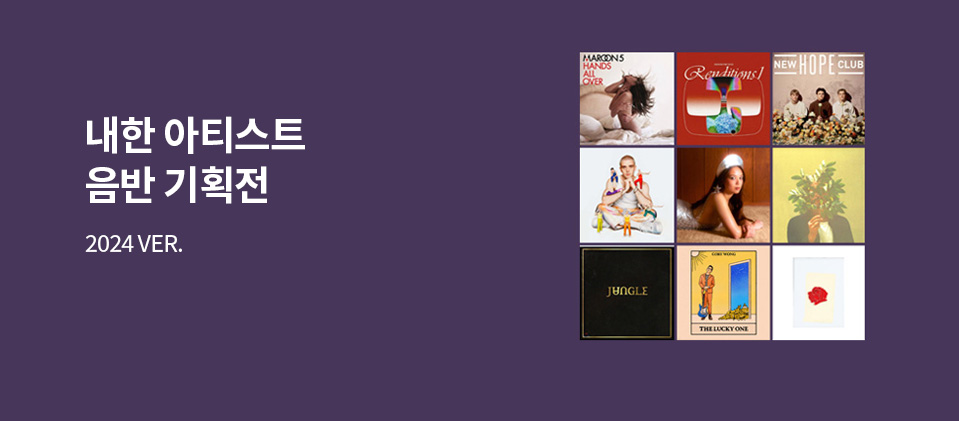 내한 아티스트
음반 기획전
2024 VER.
MAROON 5
HANDS
ALL
OVER
Renditions 1
NEW HOPE CLUB
JUNGLE
CORY WONG
THE LUCKY ONE